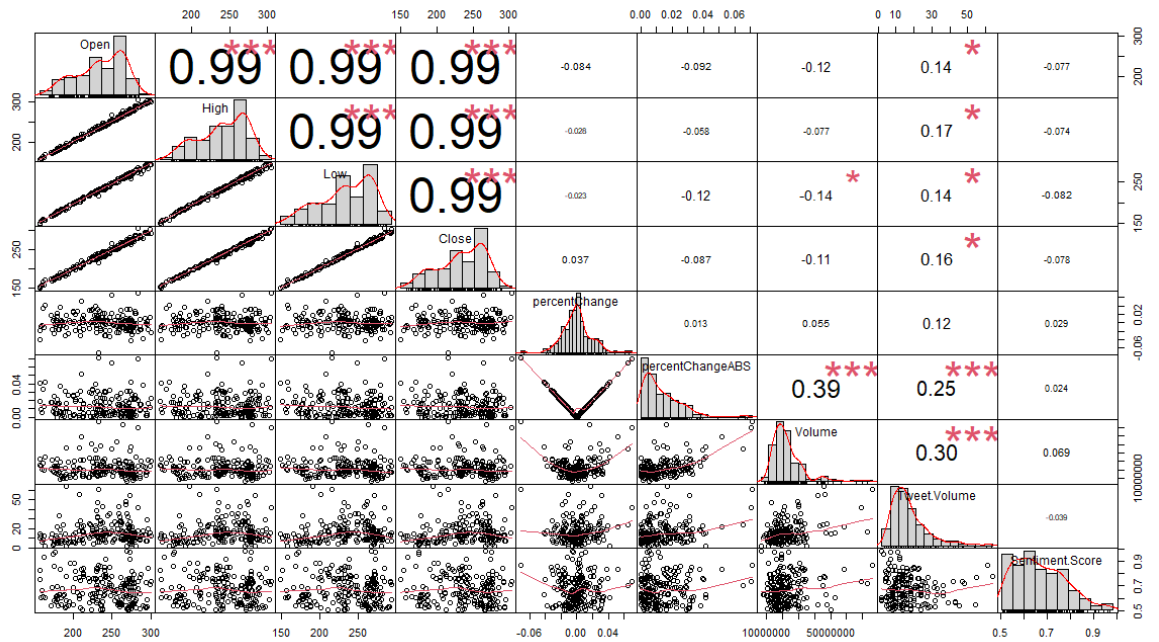 200 250 300 150 200 250 300 0.00 0.02 0.04 0.06 0 10 30 50
Open 0.99 *** 0.99 *** 0.99 *** -0.084 -0.092 -0.12 0.14 * -0.077 200 300
200 300 High 0.99 *** 0.99 *** -0.028 -0.058 -0.077 0.17 * -0.074
Low 0.99 *** -0.023 -0.12 -0.14 * 0.14 * -0.082 150 250
150 250 Close 0.037 -0.087 -0.11 0.16 * -0.078
percentChange 0.013 0.055 0.12 0.029 -0.06 0.02
0.00 0.04 percentChangeABS 0.39 *** 0.25 *** 0.024
Volume 0.30 *** 0.069 10000000
0 20 50 Tweet.Volume -0.039
Sentiment.Score 0.5 0.7 0.9
200 250 300 150 200 250 -0.06 0.00 0.04 10000000 50000000 0.5 0.7 0.9